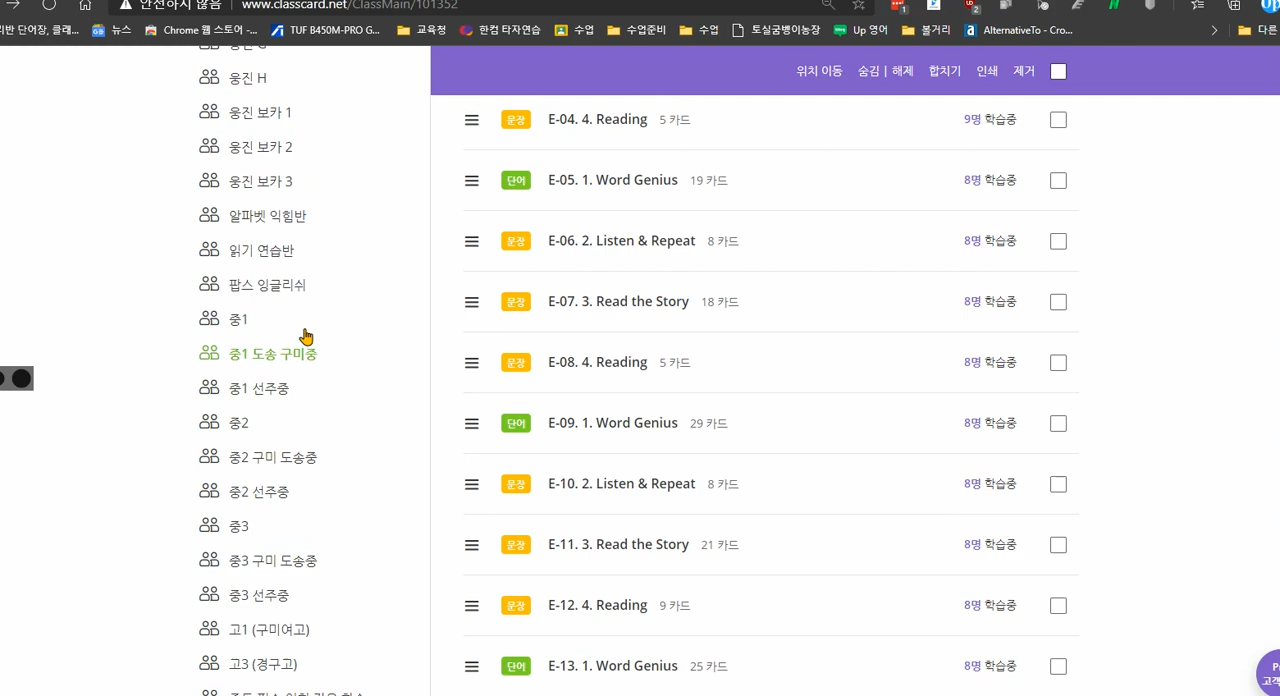 안전하지 않음 | www.classcard.net/ClassMain/101352
리반 단어장, 클래... 뉴스 Chrome 웹 스토어 -... TUF B450M-PRO G... 교육청 한컴 타자연습 수업 수업준비 수업 토실굼벵이농장 Up 영어 볼거리 AlternativeTo - Cro... 다른
위치 이동 숨김 | 해제 합치기 인쇄 제거
웅진 H
웅진 보카 1
웅진 보카 2
웅진 보카 3
알파벳 익힘반
읽기 연습반
팝스 잉글리쉬
중1
중1 도송 구미중
중1 선주중
중2
중2 구미 도송중
중2 선주중
중3
중3 구미 도송중
중3 선주중
고1 (구미여고)
고3 (경구고)
문장 E-04. 4. Reading 5 카드 9명 학습중
단어 E-05. 1. Word Genius 19 카드 8명 학습중
문장 E-06. 2. Listen & Repeat 8 카드 8명 학습중
문장 E-07. 3. Read the Story 18 카드 8명 학습중
문장 E-08. 4. Reading 5 카드 8명 학습중
단어 E-09. 1. Word Genius 29 카드 8명 학습중
문장 E-10. 2. Listen & Repeat 8 카드 8명 학습중
문장 E-11. 3. Read the Story 21 카드 8명 학습중
문장 E-12. 4. Reading 9 카드 8명 학습중
단어 E-13. 1. Word Genius 25 카드 8명 학습중